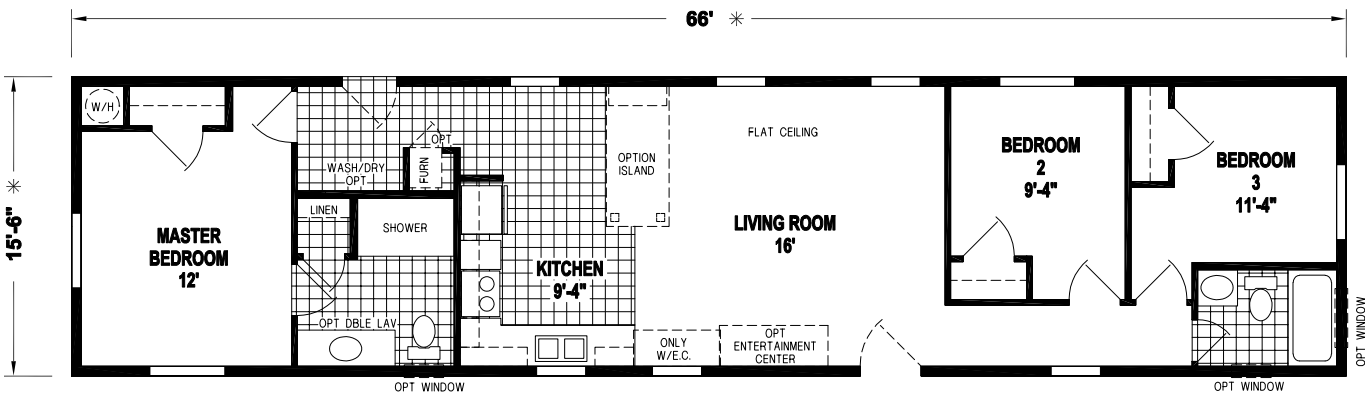 66' ✳
15'-6" ✳
W/H
OPT
WASH/DRY
OPT
FURN
LINEN
SHOWER
MASTER
BEDROOM
12'
OPT DBLE LAV
OPT WINDOW
KITCHEN
9'-4"
OPTION
ISLAND
FLAT CEILING
LIVING ROOM
16'
ONLY
W/E.C.
OPT
ENTERTAINMENT
CENTER
BEDROOM
2
9'-4"
BEDROOM
3
11'-4"
OPT WINDOW
OPT WINDOW